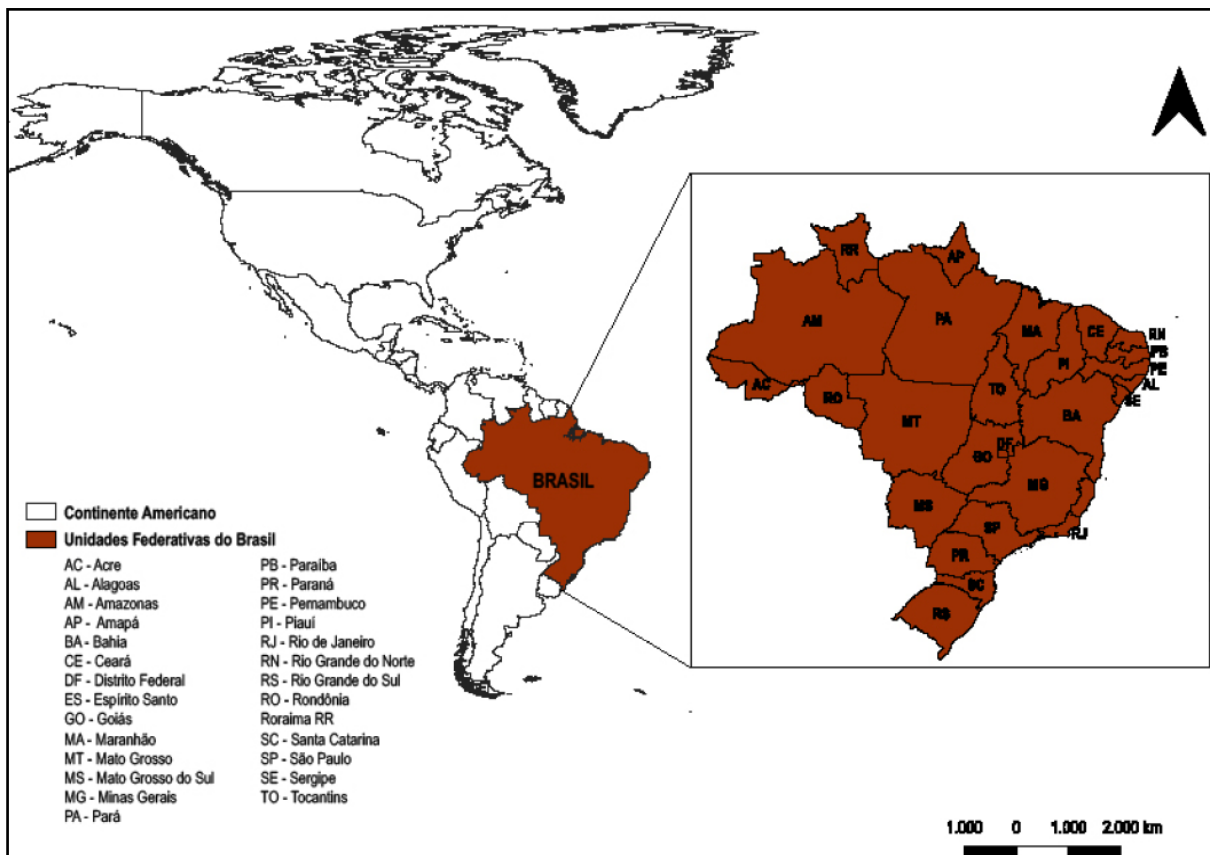 RR
AP
AM
PA
MA
CE
RN
PB
PI
PE
AC
TO
AL
RO
SE
BA
MT
DF
GO
BRASIL
MG
MS
SP
RJ
PR
SC
RS
Continente Americano
Unidades Federativas do Brasil
AC - Acre
AL - Alagoas
AM - Amazonas
AP - Amapá
BA - Bahia
CE - Ceará
DF - Distrito Federal
ES - Espírito Santo
GO - Goiás
MA - Maranhão
MT - Mato Grosso
MS - Mato Grosso do Sul
MG - Minas Gerais
PA - Pará
PB - Paraíba
PR - Paraná
PE - Pernambuco
PI - Piauí
RJ - Rio de Janeiro
RN - Rio Grande do Norte
RS - Rio Grande do Sul
RO - Rondônia
Roraima RR
SC - Santa Catarina
SP - São Paulo
SE - Sergipe
TO - Tocantins
1.000 0 1.000 2.000 km